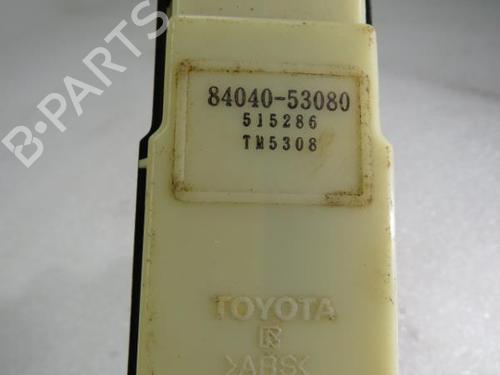 B-PARTS
84040-53080
515286
TM5308
TOYOTA
R
>ABS<